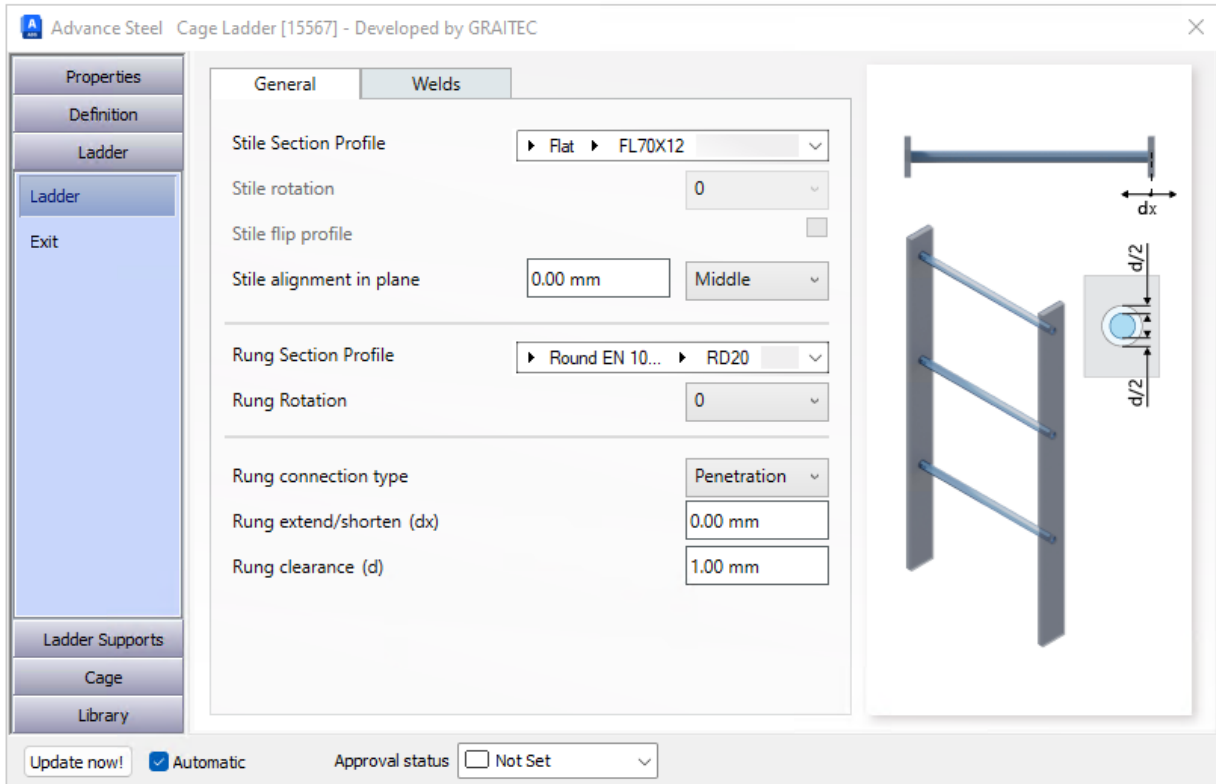 Advance Steel Cage Ladder [15567] - Developed by GRAITEC
Properties
Definition
Ladder
Ladder
Exit
Ladder Supports
Cage
Library
General Welds
Stile Section Profile Flat FL70X12
Stile rotation 0
Stile flip profile
Stile alignment in plane 0.00 mm Middle
Rung Section Profile Round EN 10... RD20
Rung Rotation 0
Rung connection type Penetration
Rung extend/shorten (dx) 0.00 mm
Rung clearance (d) 1.00 mm
dx
d/2
d/2
Update now! Automatic Approval status Not Set